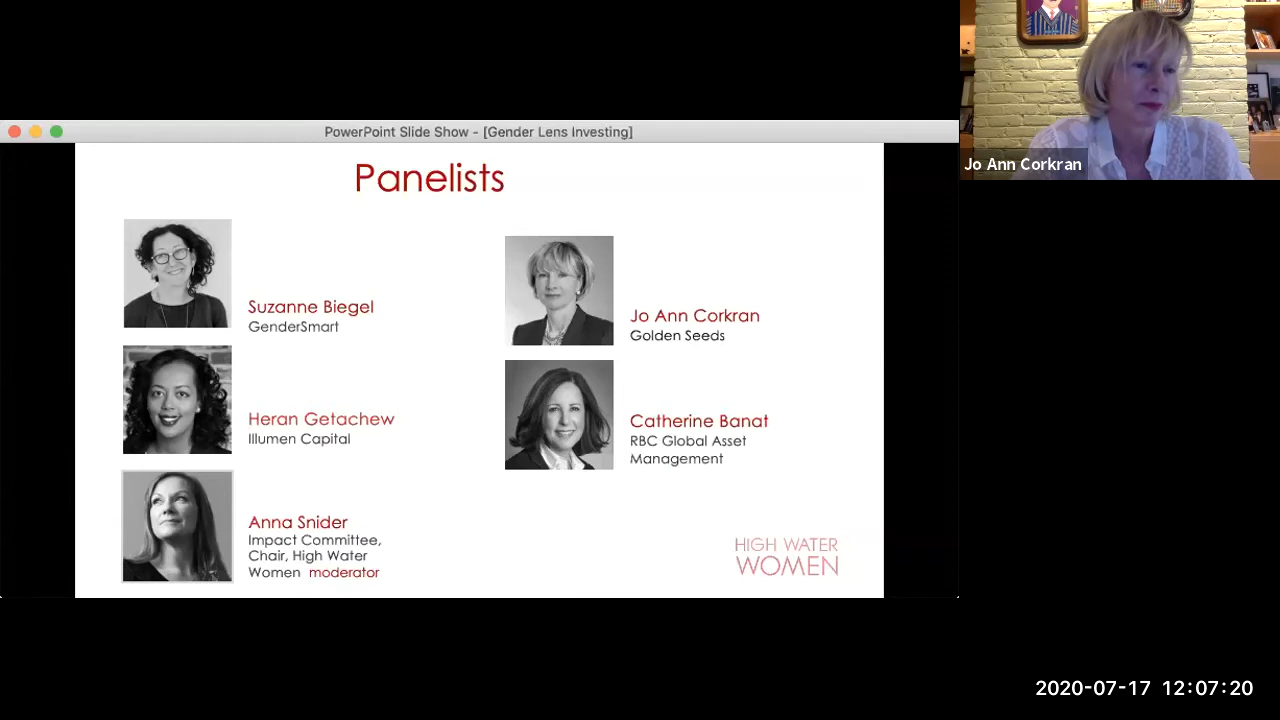 PowerPoint Slide Show - [Gender Lens Investing]
Panelists
Suzanne Biegel
GenderSmart
Heran Getachew
Illumen Capital
Anna Snider
Impact Committee,
Chair, High Water
Women moderator
Jo Ann Corkran
Golden Seeds
Catherine Banat
RBC Global Asset
Management
HIGH WATER
WOMEN
Jo Ann Corkran
2020-07-17 12:07:20